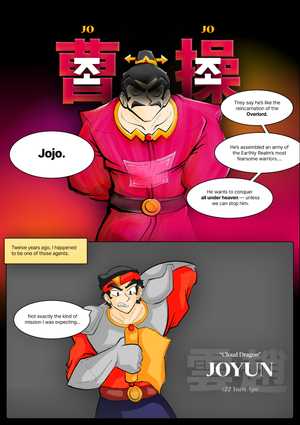 JO JO
曹操
They say he's like the
reincarnation of the
Overlord.
Jojo.
He's assembled an army of
the Earthly Realm's most
fearsome warriors....
He wants to conquer
all under heaven — unless
we can stop him.
Twelve years ago, I happened
to be one of those agents.
Not exactly the kind of
mission I was expecting...
"Cloud Dragon"
JOYUN